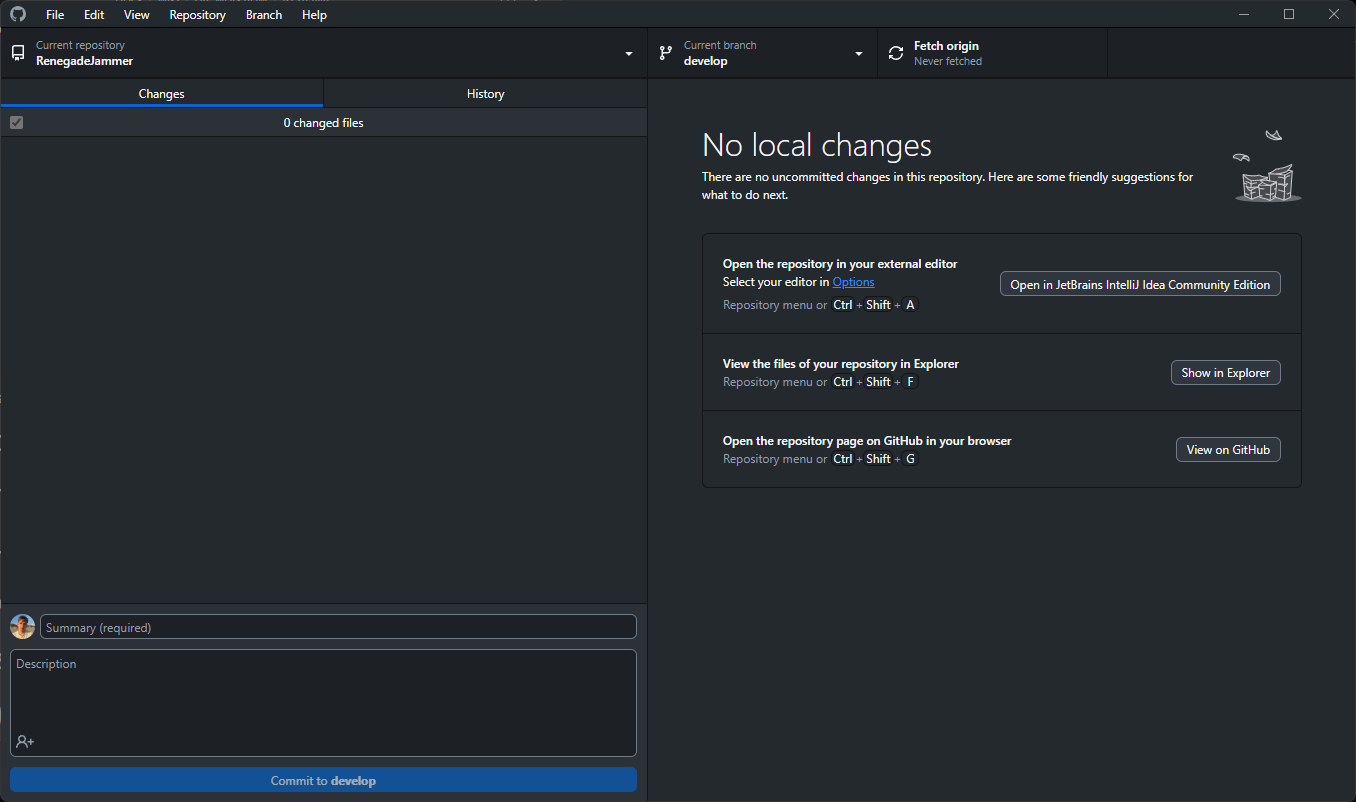 File Edit View Repository Branch Help
Current repository
RenegadeJammer
Current branch
develop
Fetch origin
Never fetched
Changes
History
0 changed files
No local changes
There are no uncommitted changes in this repository. Here are some friendly suggestions for
what to do next.
Open the repository in your external editor
Select your editor in Options
Repository menu or Ctrl + Shift + A
Open in JetBrains IntelliJ Idea Community Edition
View the files of your repository in Explorer
Repository menu or Ctrl + Shift + F
Show in Explorer
Open the repository page on GitHub in your browser
Repository menu or Ctrl + Shift + G
View on GitHub
Summary (required)
Description
Commit to develop